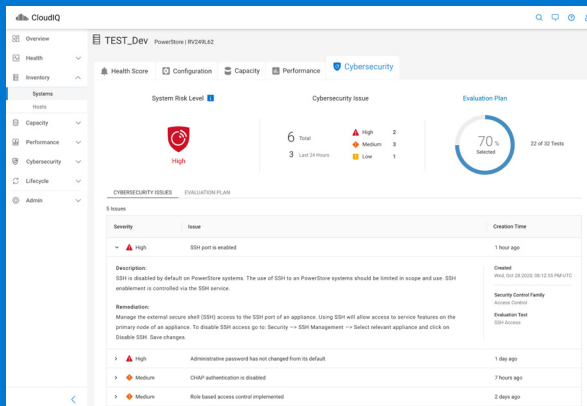 CloudIQ
Overview
Health
Inventory
Systems
Hosts
Capacity
Performance
Cybersecurity
Lifecycle
Admin
TEST_Dev PowerStore | RV249L62
Health Score Configuration Capacity Performance Cybersecurity
System Risk Level
High
Cybersecurity Issue
6 Total
3 Last 24 Hours
High 2
Medium 3
Low 1
Evaluation Plan
70 %
Selected
22 of 32 Tests
CYBERSECURITY ISSUES EVALUATION PLAN
5 Issues
Severity Issue Creation Time
High SSH port is enabled 1 hour ago
Description:
SSH is disabled by default on PowerStore systems. The use of SSH to an PowerStore systems should be limited in scope and use. SSH
enablement is controlled via the SSH service.
Remediation:
Manage the external secure shell (SSH) access to the SSH port of an appliance. Using SSH will allow access to service features on the
primary node of an appliance. To disable SSH access go to: Security --> SSH Management --> Select relevant appliance and click on
Disable SSH. Save changes.
Created
Wed, Oct 28 2020, 08:12:55 PM UTC
Security Control Family
Access Control
Evaluation Test
SSH Access
High Administrative password has not changed from its default 1 day ago
Medium CHAP authentication is disabled 7 hours ago
Medium Role based access control implemented 2 days ago